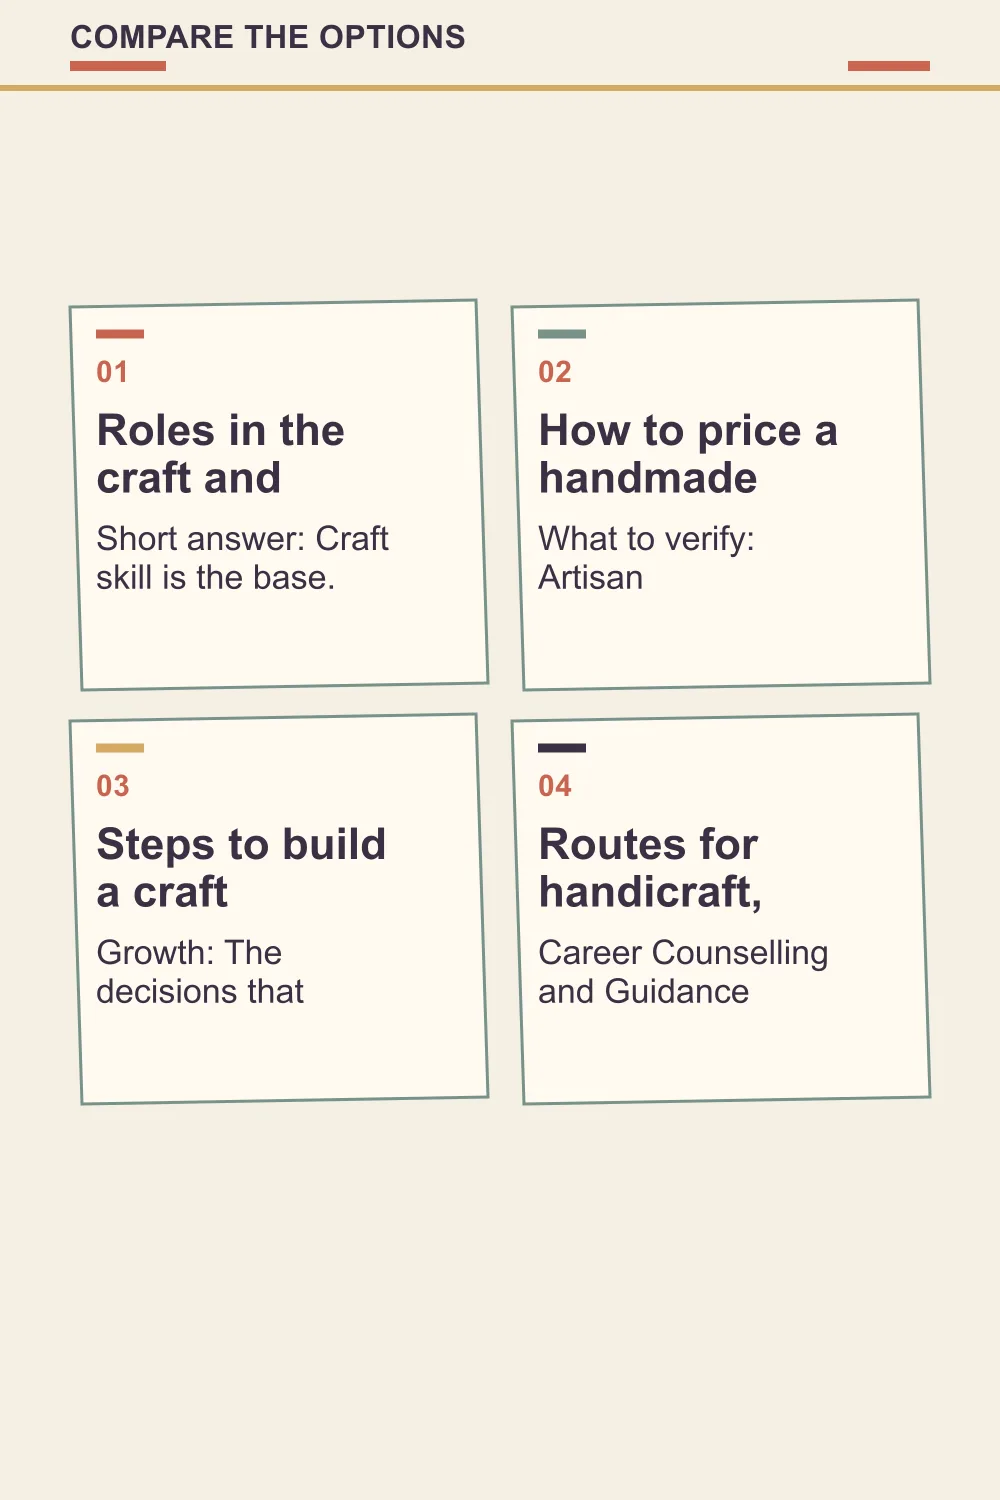 COMPARE THE OPTIONS
01
Roles in the
craft and
Short answer: Craft
skill is the base.
02
How to price a
handmade
What to verify:
Artisan
03
Steps to build
a craft
Growth: The
decisions that
04
Routes for
handicraft,
Career Counselling
and Guidance